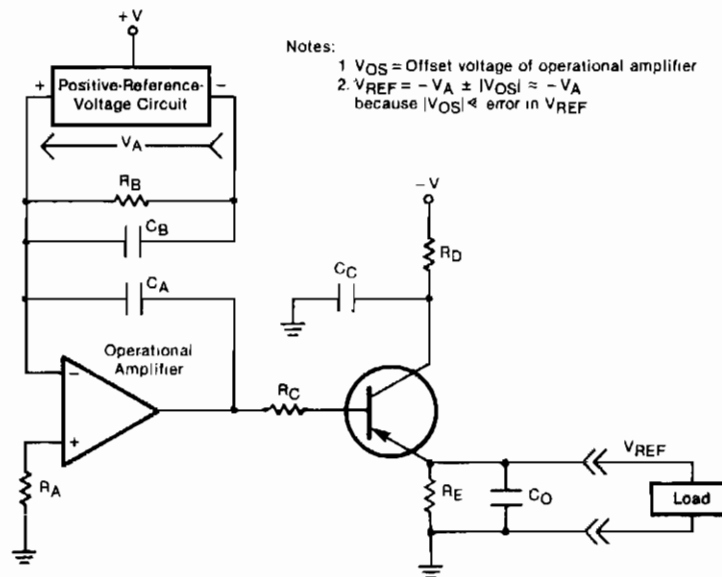 +V
Notes:
1 VOS = Offset voltage of operational amplifier
2. VREF = − VA ± |VOS| ≈ − VA
because |VOS| ≪ error in VREF
+ Positive-Reference- −
Voltage Circuit
VA
RB
−V
CB
RD
CA
CC
Operational
Amplifier
−
RC
+
VREF
RA
RE
CO
Load